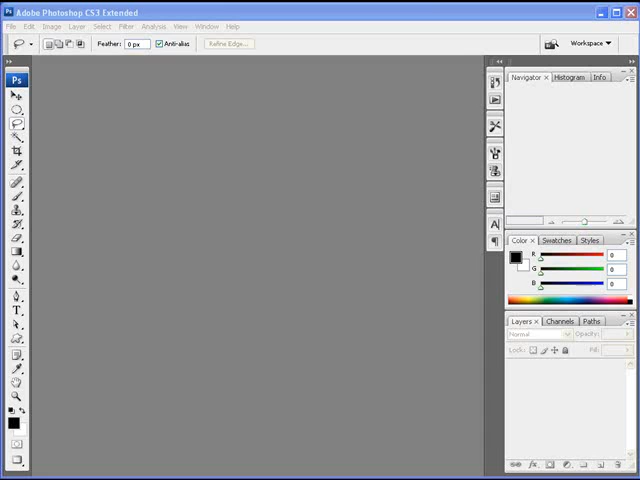 Adobe Photoshop CS3 Extended
File Edit Image Layer Select Filter Analysis View Window Help
Feather: 0 px Anti-alias Refine Edge... Workspace
Ps
Navigator Histogram Info
Color Swatches Styles
R 0
G 0
B 0
Layers Channels Paths
Normal Opacity:
Lock: Fill:
T
A
¶
fx